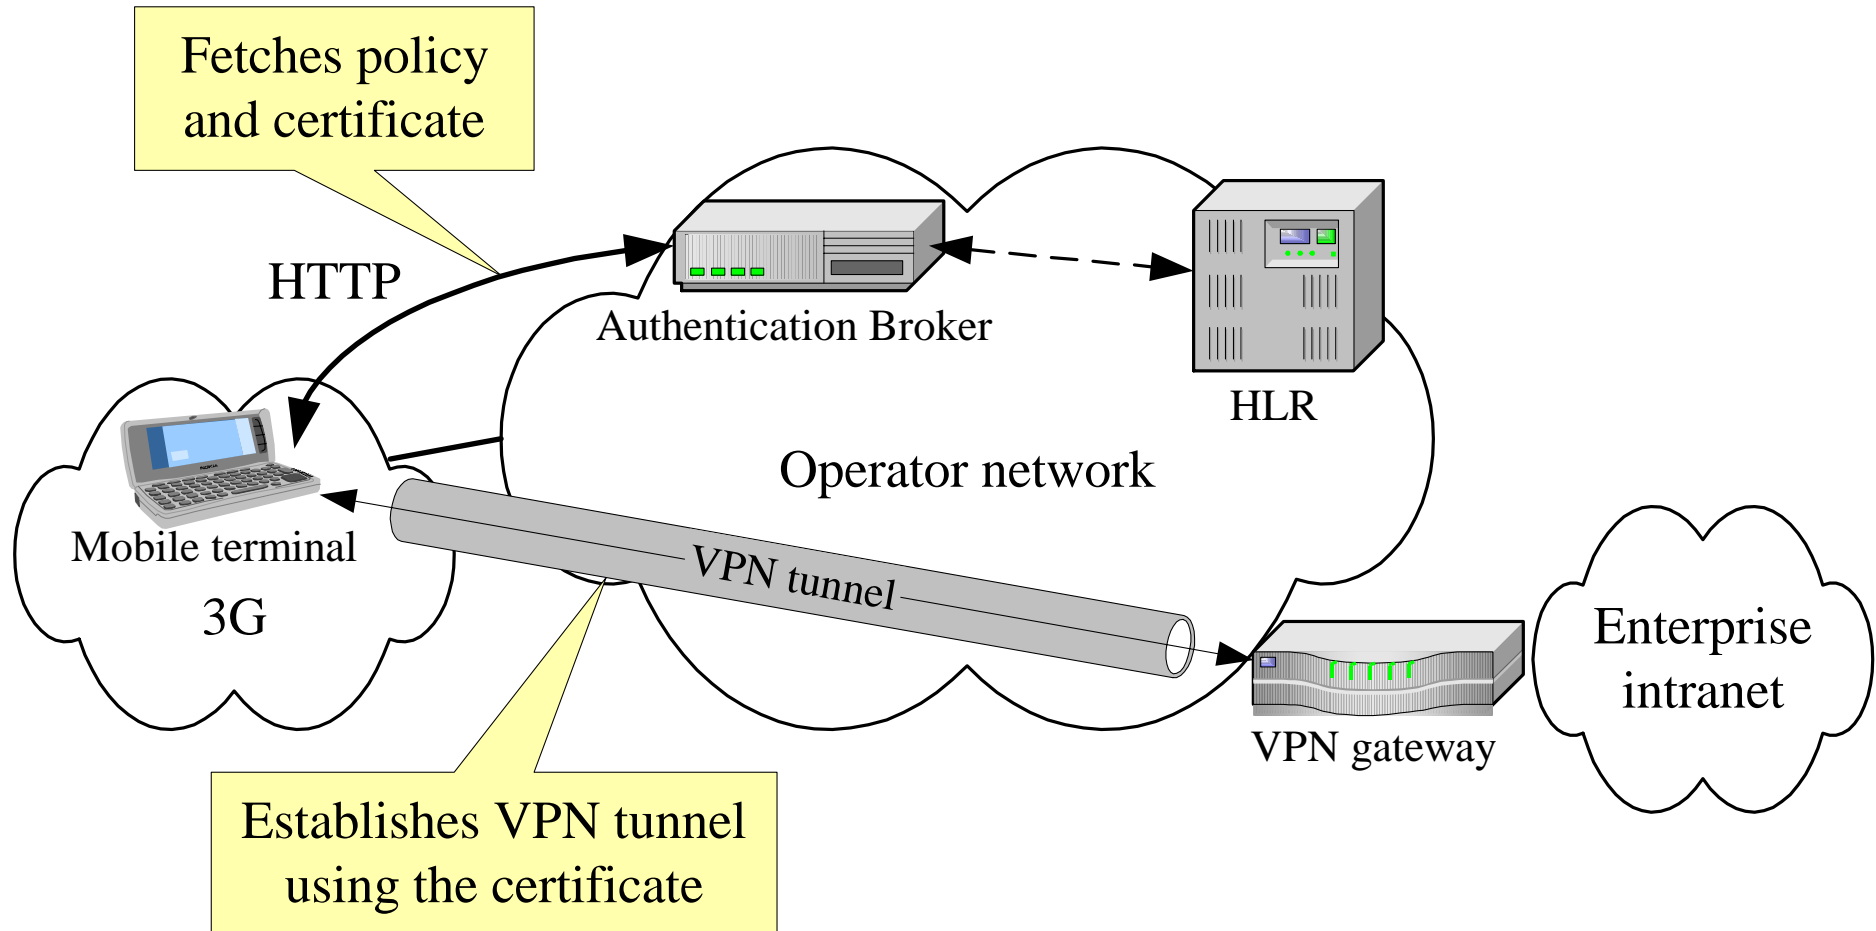 Fetches policy
and certificate
HTTP
Authentication Broker
HLR
Operator network
Mobile terminal
3G
VPN tunnel
Enterprise
intranet
VPN gateway
Establishes VPN tunnel
using the certificate